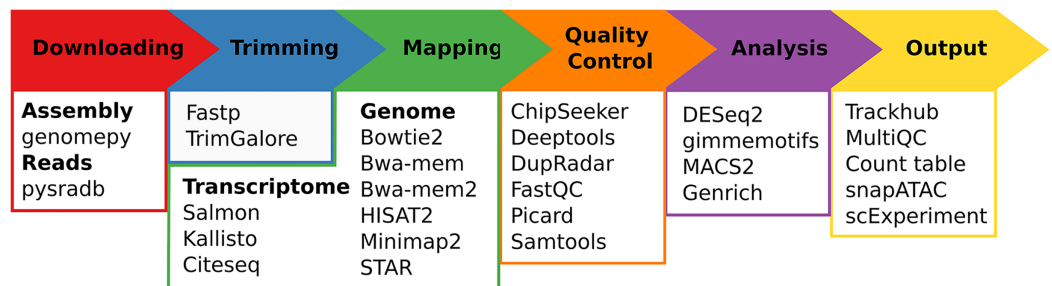 Downloading
Trimming
Mapping
Quality
Control
Analysis
Output
Assembly
genomepy
Reads
pysradb
Fastp
TrimGalore
Transcriptome
Salmon
Kallisto
Citeseq
Genome
Bowtie2
Bwa-mem
Bwa-mem2
HISAT2
Minimap2
STAR
ChipSeeker
Deeptools
DupRadar
FastQC
Picard
Samtools
DESeq2
gimmemotifs
MACS2
Genrich
Trackhub
MultiQC
Count table
snapATAC
scExperiment